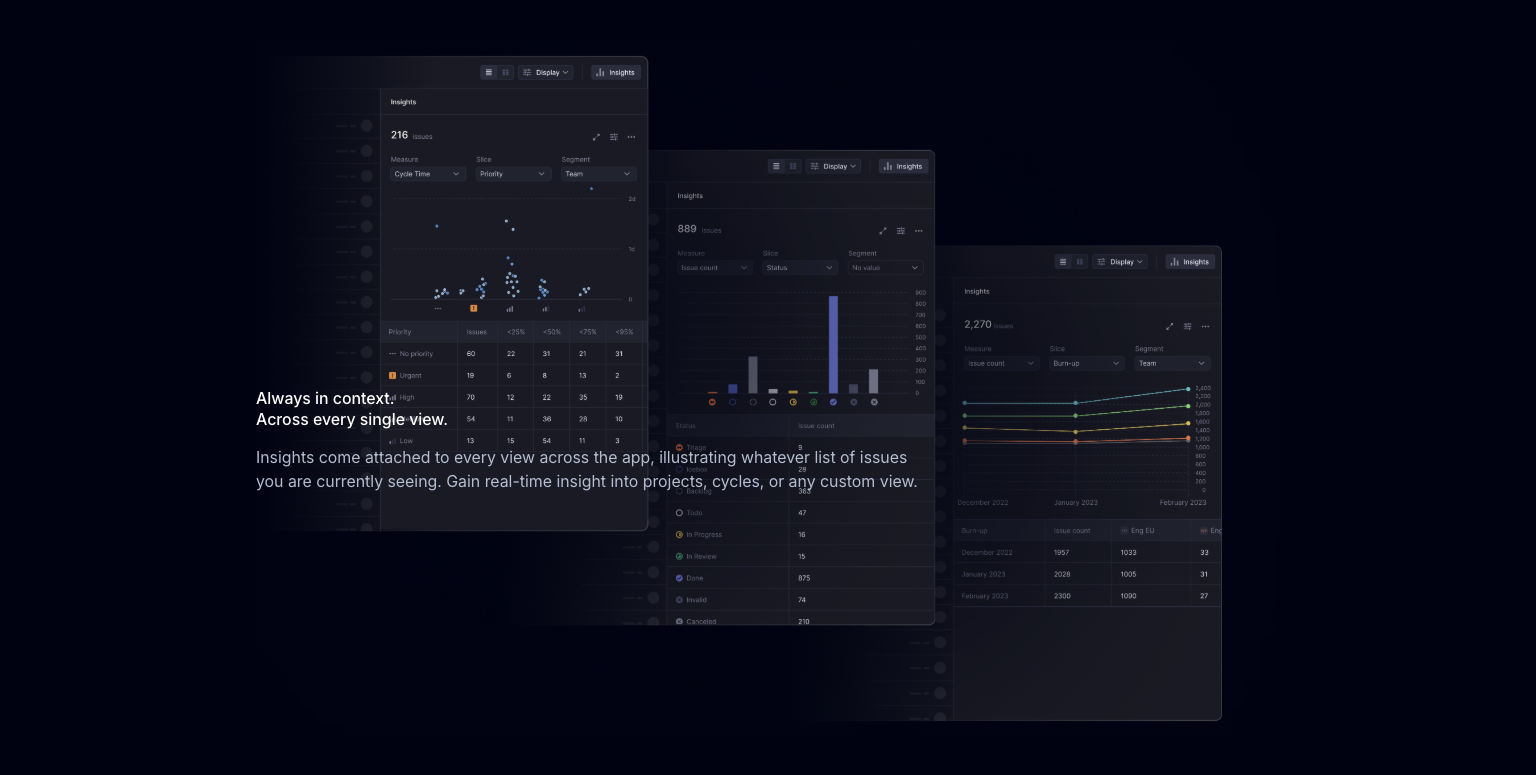 Display
Insights
Insights
216 issues
Measure Slice Segment
Cycle Time Priority Team
2d
1d
0
Priority Issues <25% <50% <75% <95%
No priority 60 22 31 21 31
Urgent 19 6 8 13 2
High 70 12 22 35 19
54 11 36 28 10
Low 13 15 54 11 3
Always in context.
Across every single view.
Insights come attached to every view across the app, illustrating whatever list of issues
you are currently seeing. Gain real-time insight into projects, cycles, or any custom view.
Display
Insights
Insights
889 issues
Measure Slice Segment
Issue count Status No value
900
800
700
600
500
400
300
200
100
0
Status Issue count
Triage 9
Icebox 28
Backlog 363
Todo 47
In Progress 16
In Review 15
Done 875
Invalid 74
Canceled 210
Display
Insights
Insights
2,270 issues
Measure Slice Segment
Issue count Burn-up Team
2,400
2,200
2,000
1,800
1,600
1,400
1,200
1,000
800
600
400
200
0
December 2022 January 2023 February 2023
Burn-up Issue count Eng EU Eng
December 2022 1957 1033 33
January 2023 2028 1005 31
February 2023 2300 1090 27